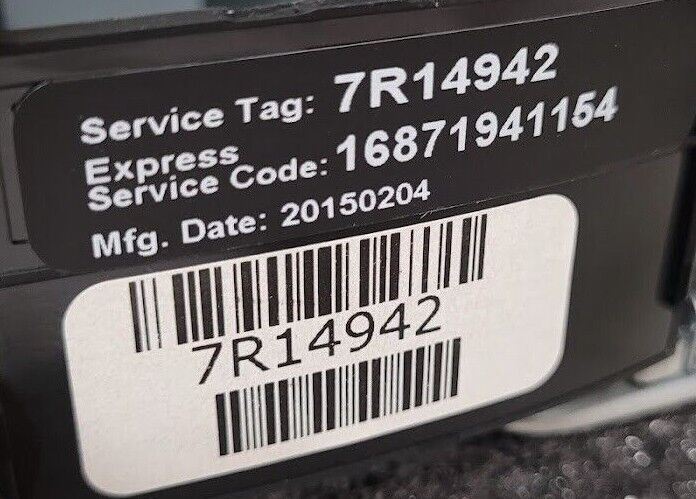 Service Tag: 7R14942
Express
Service Code: 16871941154
Mfg. Date: 20150204
7R14942